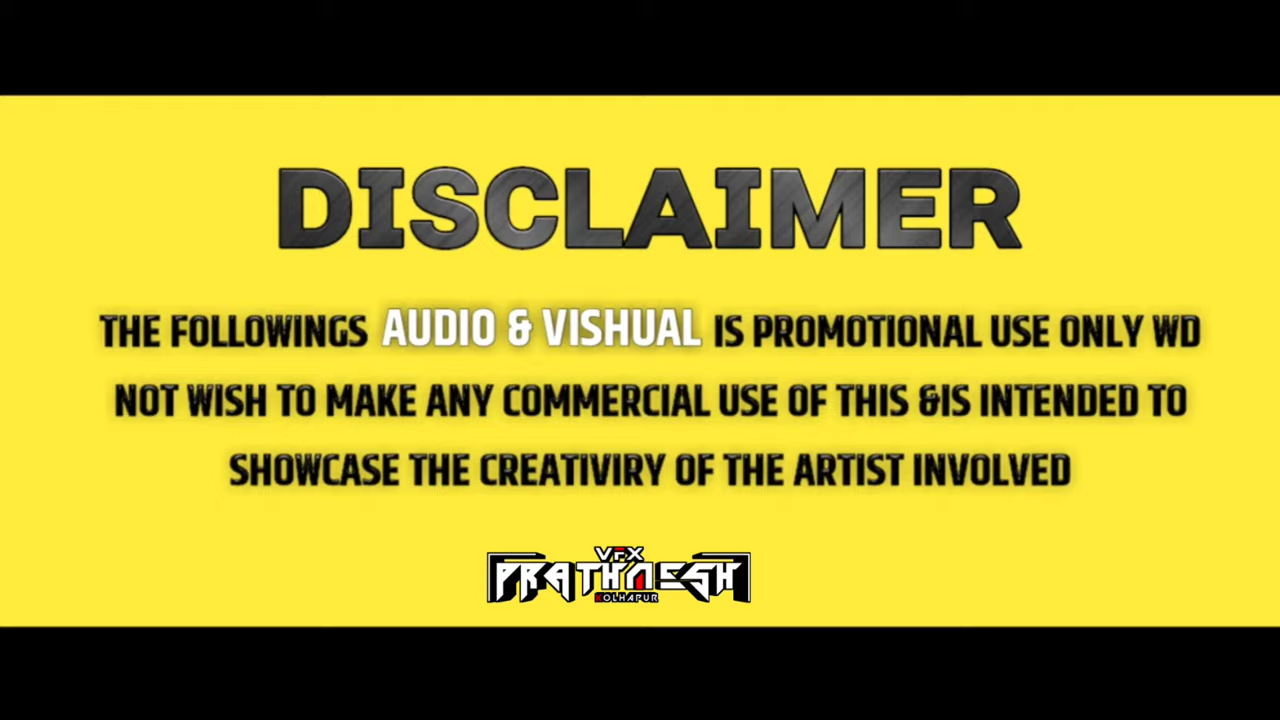 DISCLAIMER
THE FOLLOWINGS AUDIO & VISHUAL IS PROMOTIONAL USE ONLY WD
NOT WISH TO MAKE ANY COMMERCIAL USE OF THIS &IS INTENDED TO
SHOWCASE THE CREATIVIRY OF THE ARTIST INVOLVED
VFX
PRATHMESH
KOLHAPUR